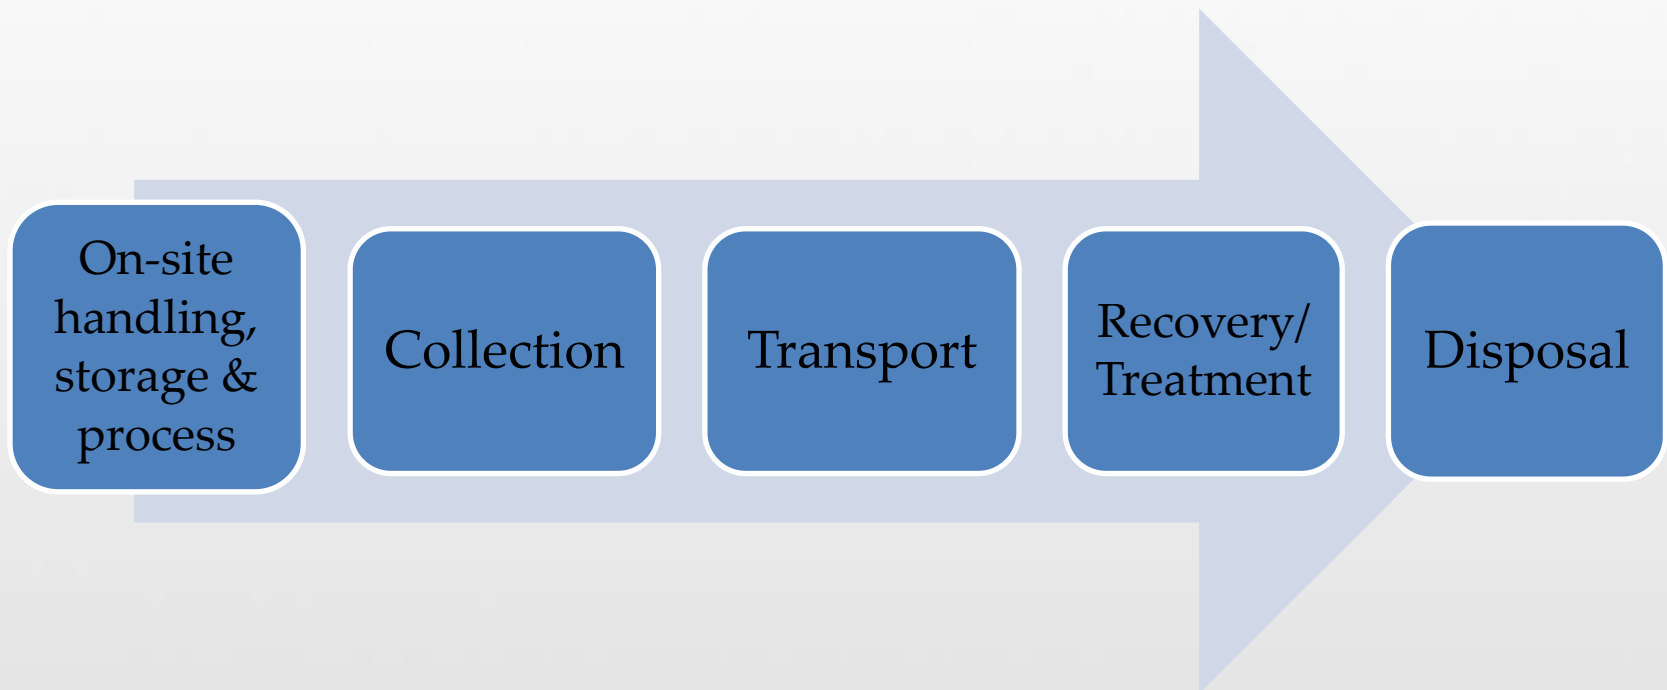 On-site
handling,
storage &
process
Collection
Transport
Recovery/
Treatment
Disposal